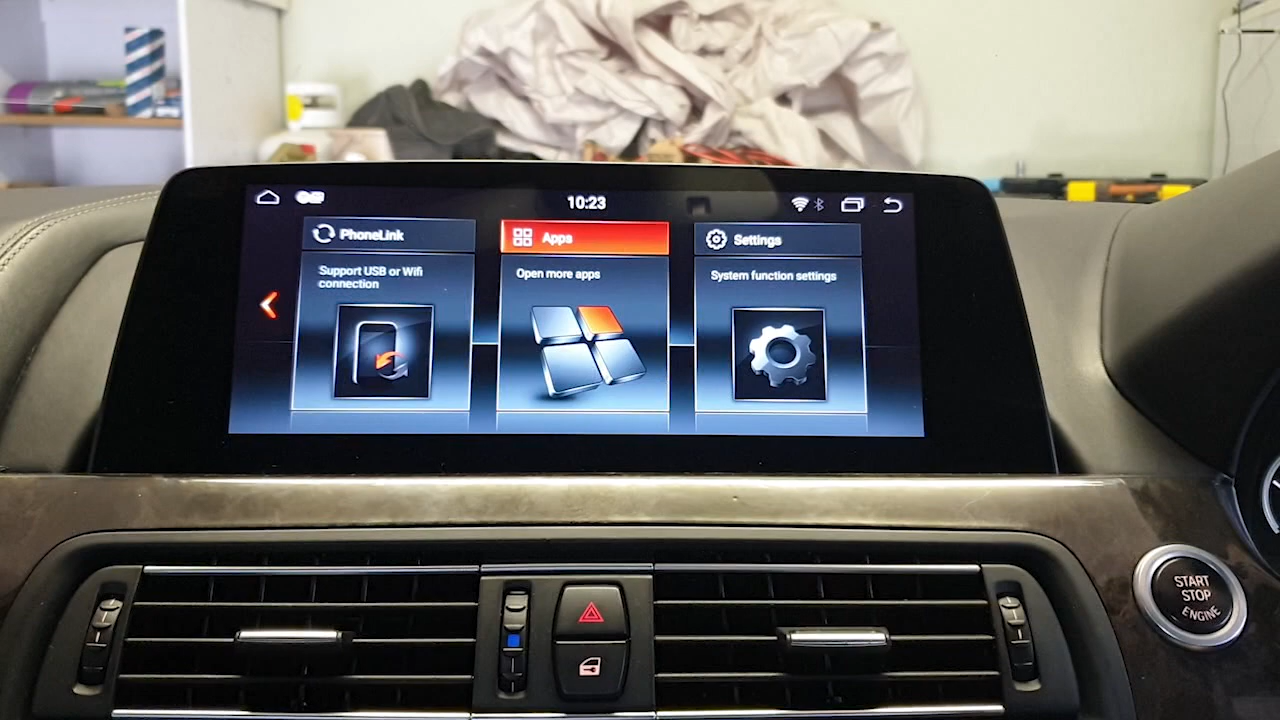 10:23
PhoneLink
Support USB or Wifi
connection
Apps
Open more apps
Settings
System function settings
START
STOP
ENGINE